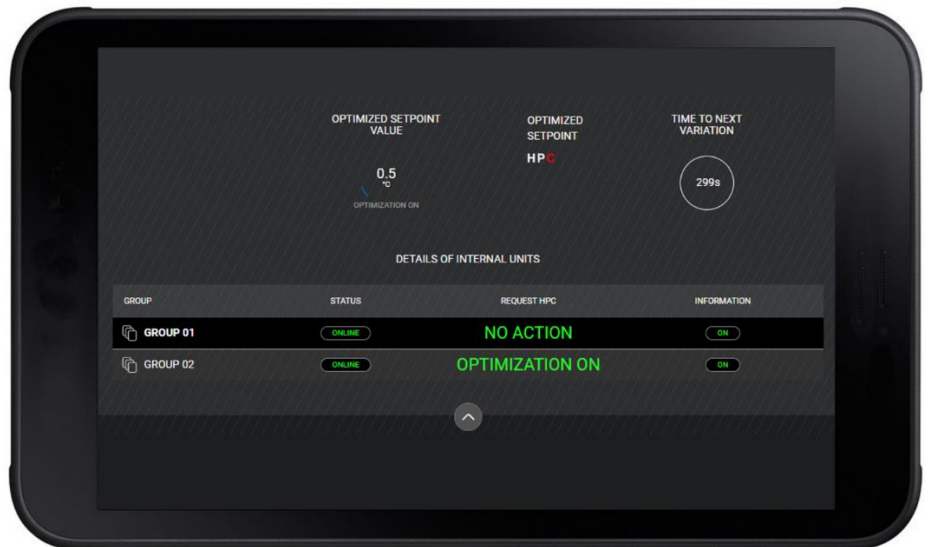 OPTIMIZED SETPOINT
VALUE
OPTIMIZED
SETPOINT
TIME TO NEXT
VARIATION
HPC
0.5
°C
299s
OPTIMIZATION ON
DETAILS OF INTERNAL UNITS
GROUP STATUS REQUEST HPC INFORMATION
GROUP 01 ONLINE NO ACTION ON
GROUP 02 ONLINE OPTIMIZATION ON ON